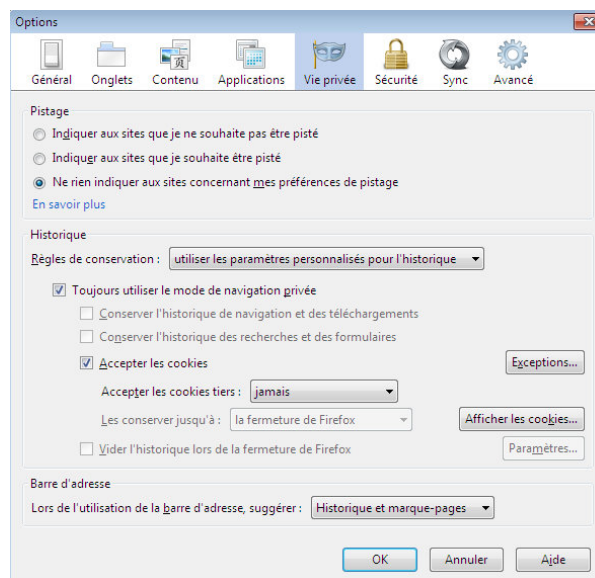 Options
Général Onglets Contenu Applications Vie privée Sécurité Sync Avancé
Pistage
Indiquer aux sites que je ne souhaite pas être pisté
Indiquer aux sites que je souhaite être pisté
Ne rien indiquer aux sites concernant mes préférences de pistage
En savoir plus
Historique
Règles de conservation : utiliser les paramètres personnalisés pour l'historique
Toujours utiliser le mode de navigation privée
Conserver l'historique de navigation et des téléchargements
Conserver l'historique des recherches et des formulaires
Accepter les cookies Exceptions...
Accepter les cookies tiers : jamais
Les conserver jusqu'à : la fermeture de Firefox Afficher les cookies...
Vider l'historique lors de la fermeture de Firefox Paramètres...
Barre d'adresse
Lors de l'utilisation de la barre d'adresse, suggérer : Historique et marque-pages
OK Annuler Aide